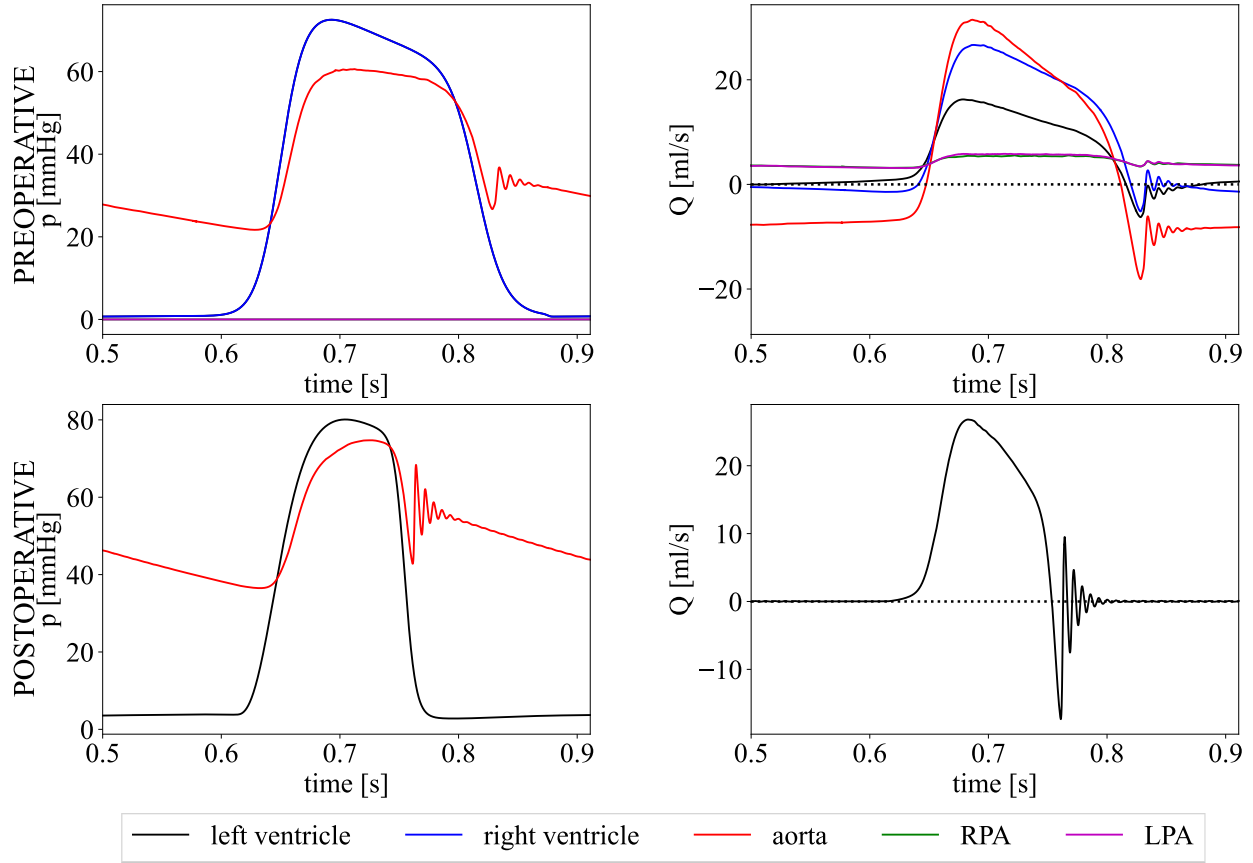 PREOPERATIVE
p [mmHg]
60
40
20
0
0.5 0.6 0.7 0.8 0.9
time [s]
Q [ml/s]
20
0
−20
0.5 0.6 0.7 0.8 0.9
time [s]
POSTOPERATIVE
p [mmHg]
80
60
40
20
0
0.5 0.6 0.7 0.8 0.9
time [s]
Q [ml/s]
20
10
0
−10
0.5 0.6 0.7 0.8 0.9
time [s]
left ventricle right ventricle aorta RPA LPA